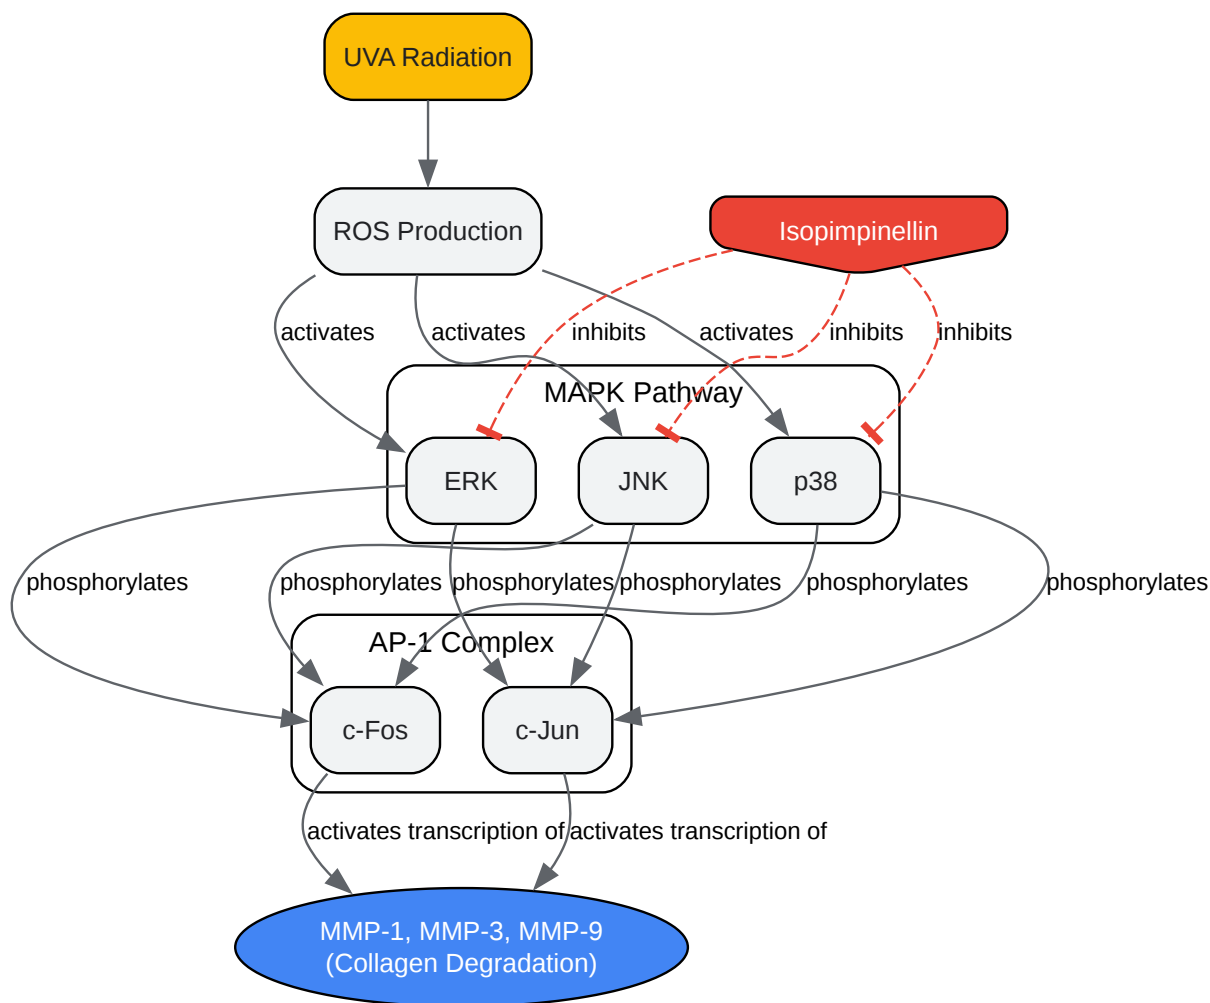 UVA Radiation
ROS Production
Isopimpinellin
activates
activates
inhibits
activates
inhibits
inhibits
MAPK Pathway
ERK
JNK
p38
phosphorylates
phosphorylates
phosphorylates
phosphorylates
phosphorylates
phosphorylates
AP-1 Complex
c-Fos
c-Jun
activates transcription of
activates transcription of
MMP-1, MMP-3, MMP-9
(Collagen Degradation)